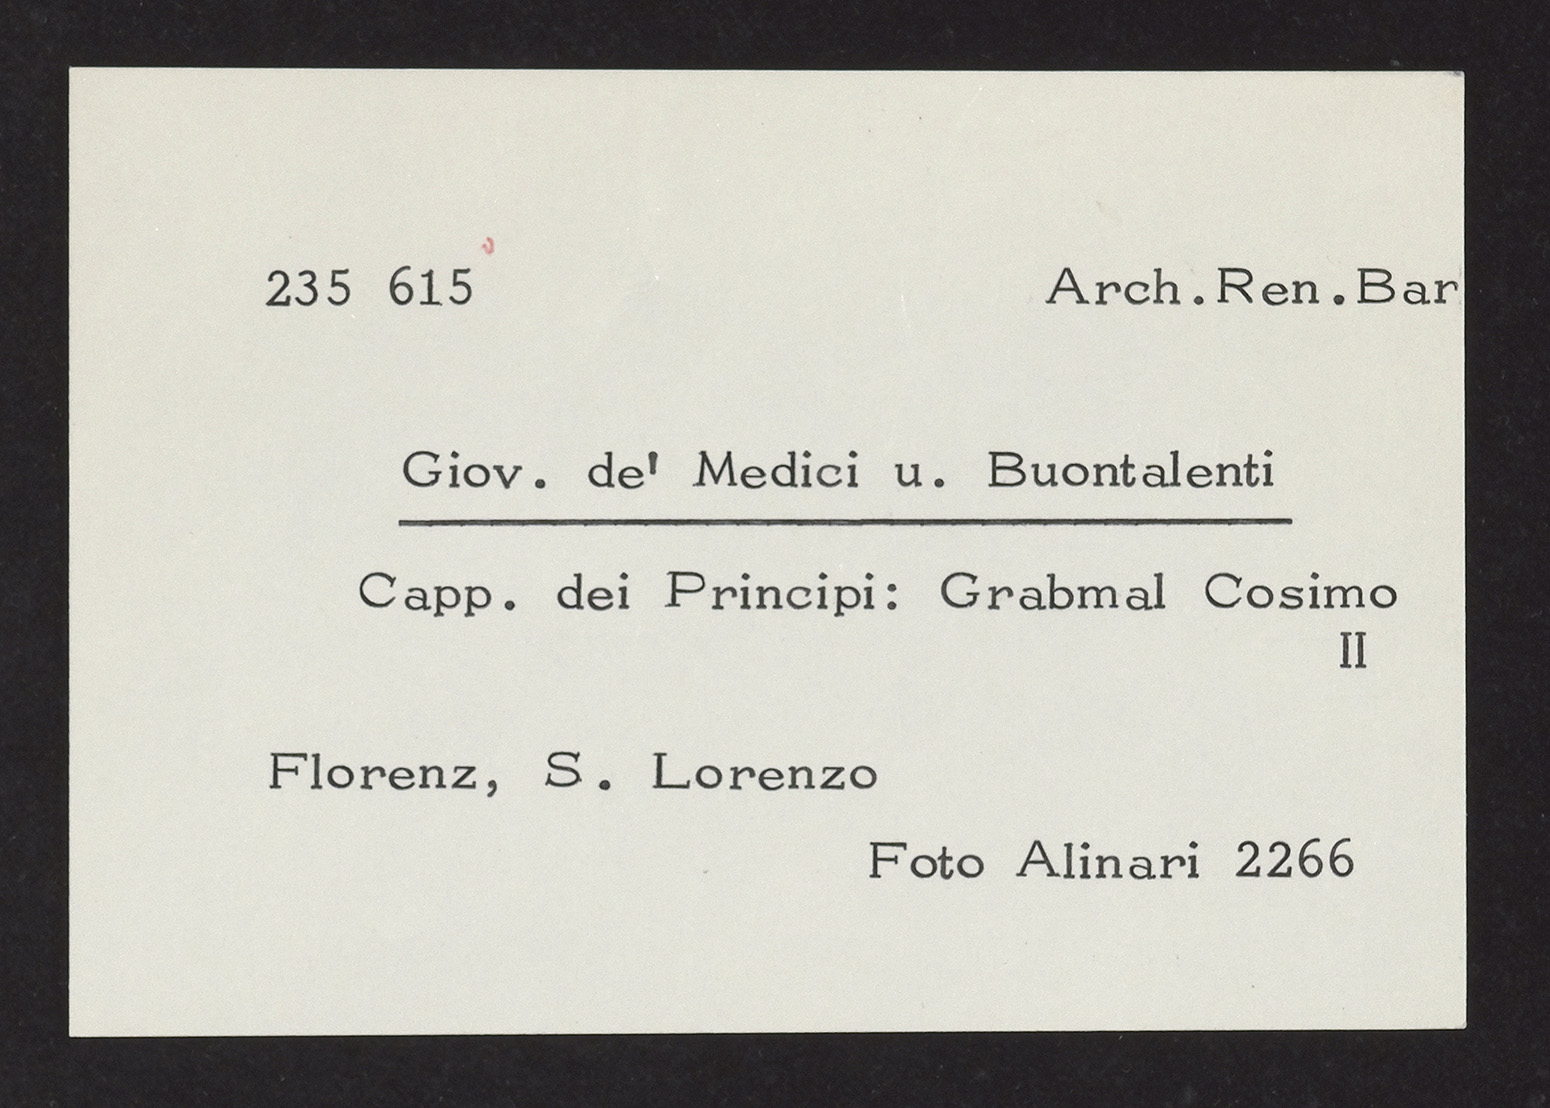 235 615 Arch.Ren.Bar
Giov. de' Medici u. Buontalenti
Capp. dei Principi: Grabmal Cosimo
II
Florenz, S. Lorenzo
Foto Alinari 2266